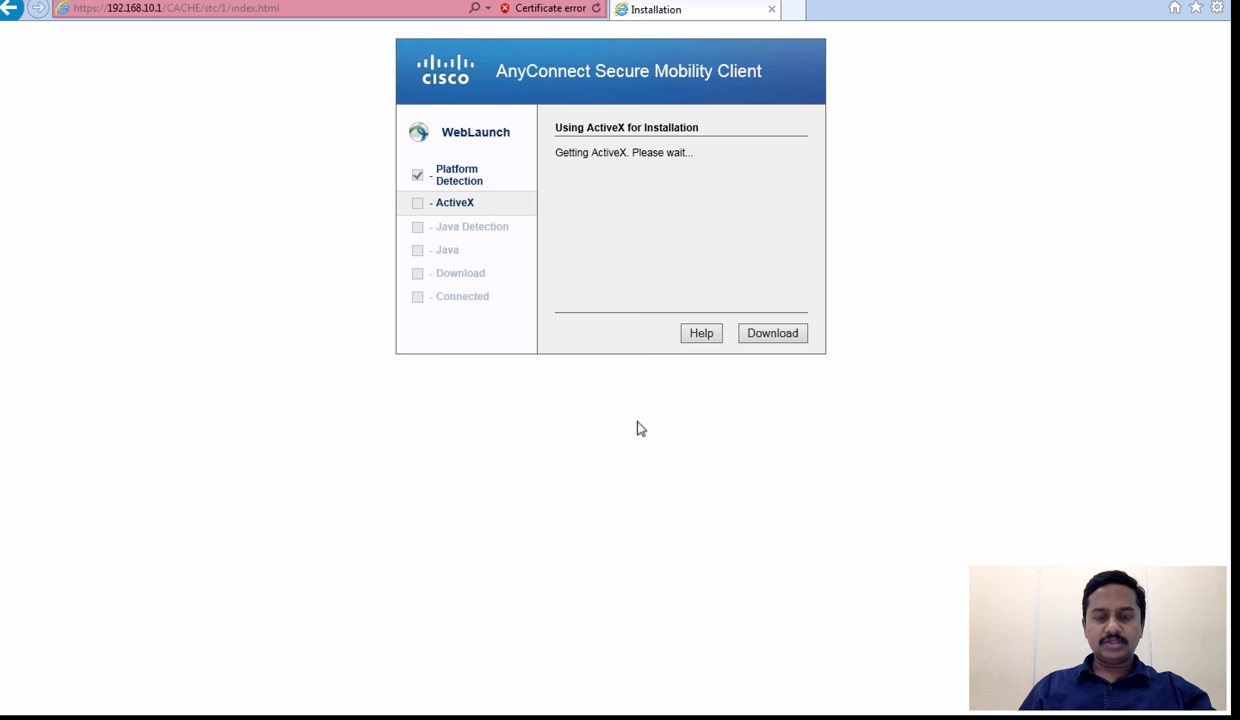 https://192.168.10.1/CACHE/stc/1/index.html
Certificate error
Installation
CISCO
AnyConnect Secure Mobility Client
WebLaunch
- Platform
Detection
- ActiveX
- Java Detection
- Java
- Download
- Connected
Using ActiveX for Installation
Getting ActiveX. Please wait...
Help
Download